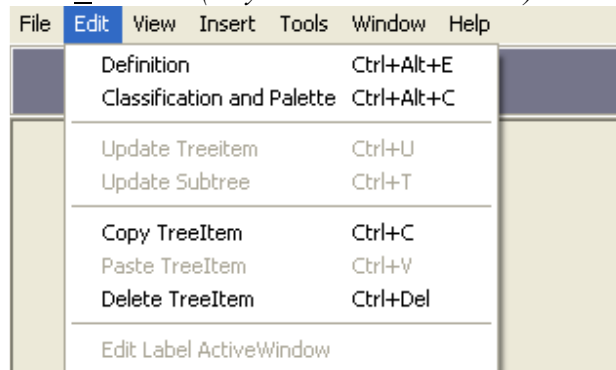 File Edit View Insert Tools Window Help
Definition Ctrl+Alt+E
Classification and Palette Ctrl+Alt+C
Update Treeitem Ctrl+U
Update Subtree Ctrl+T
Copy TreeItem Ctrl+C
Paste TreeItem Ctrl+V
Delete TreeItem Ctrl+Del
Edit Label ActiveWindow